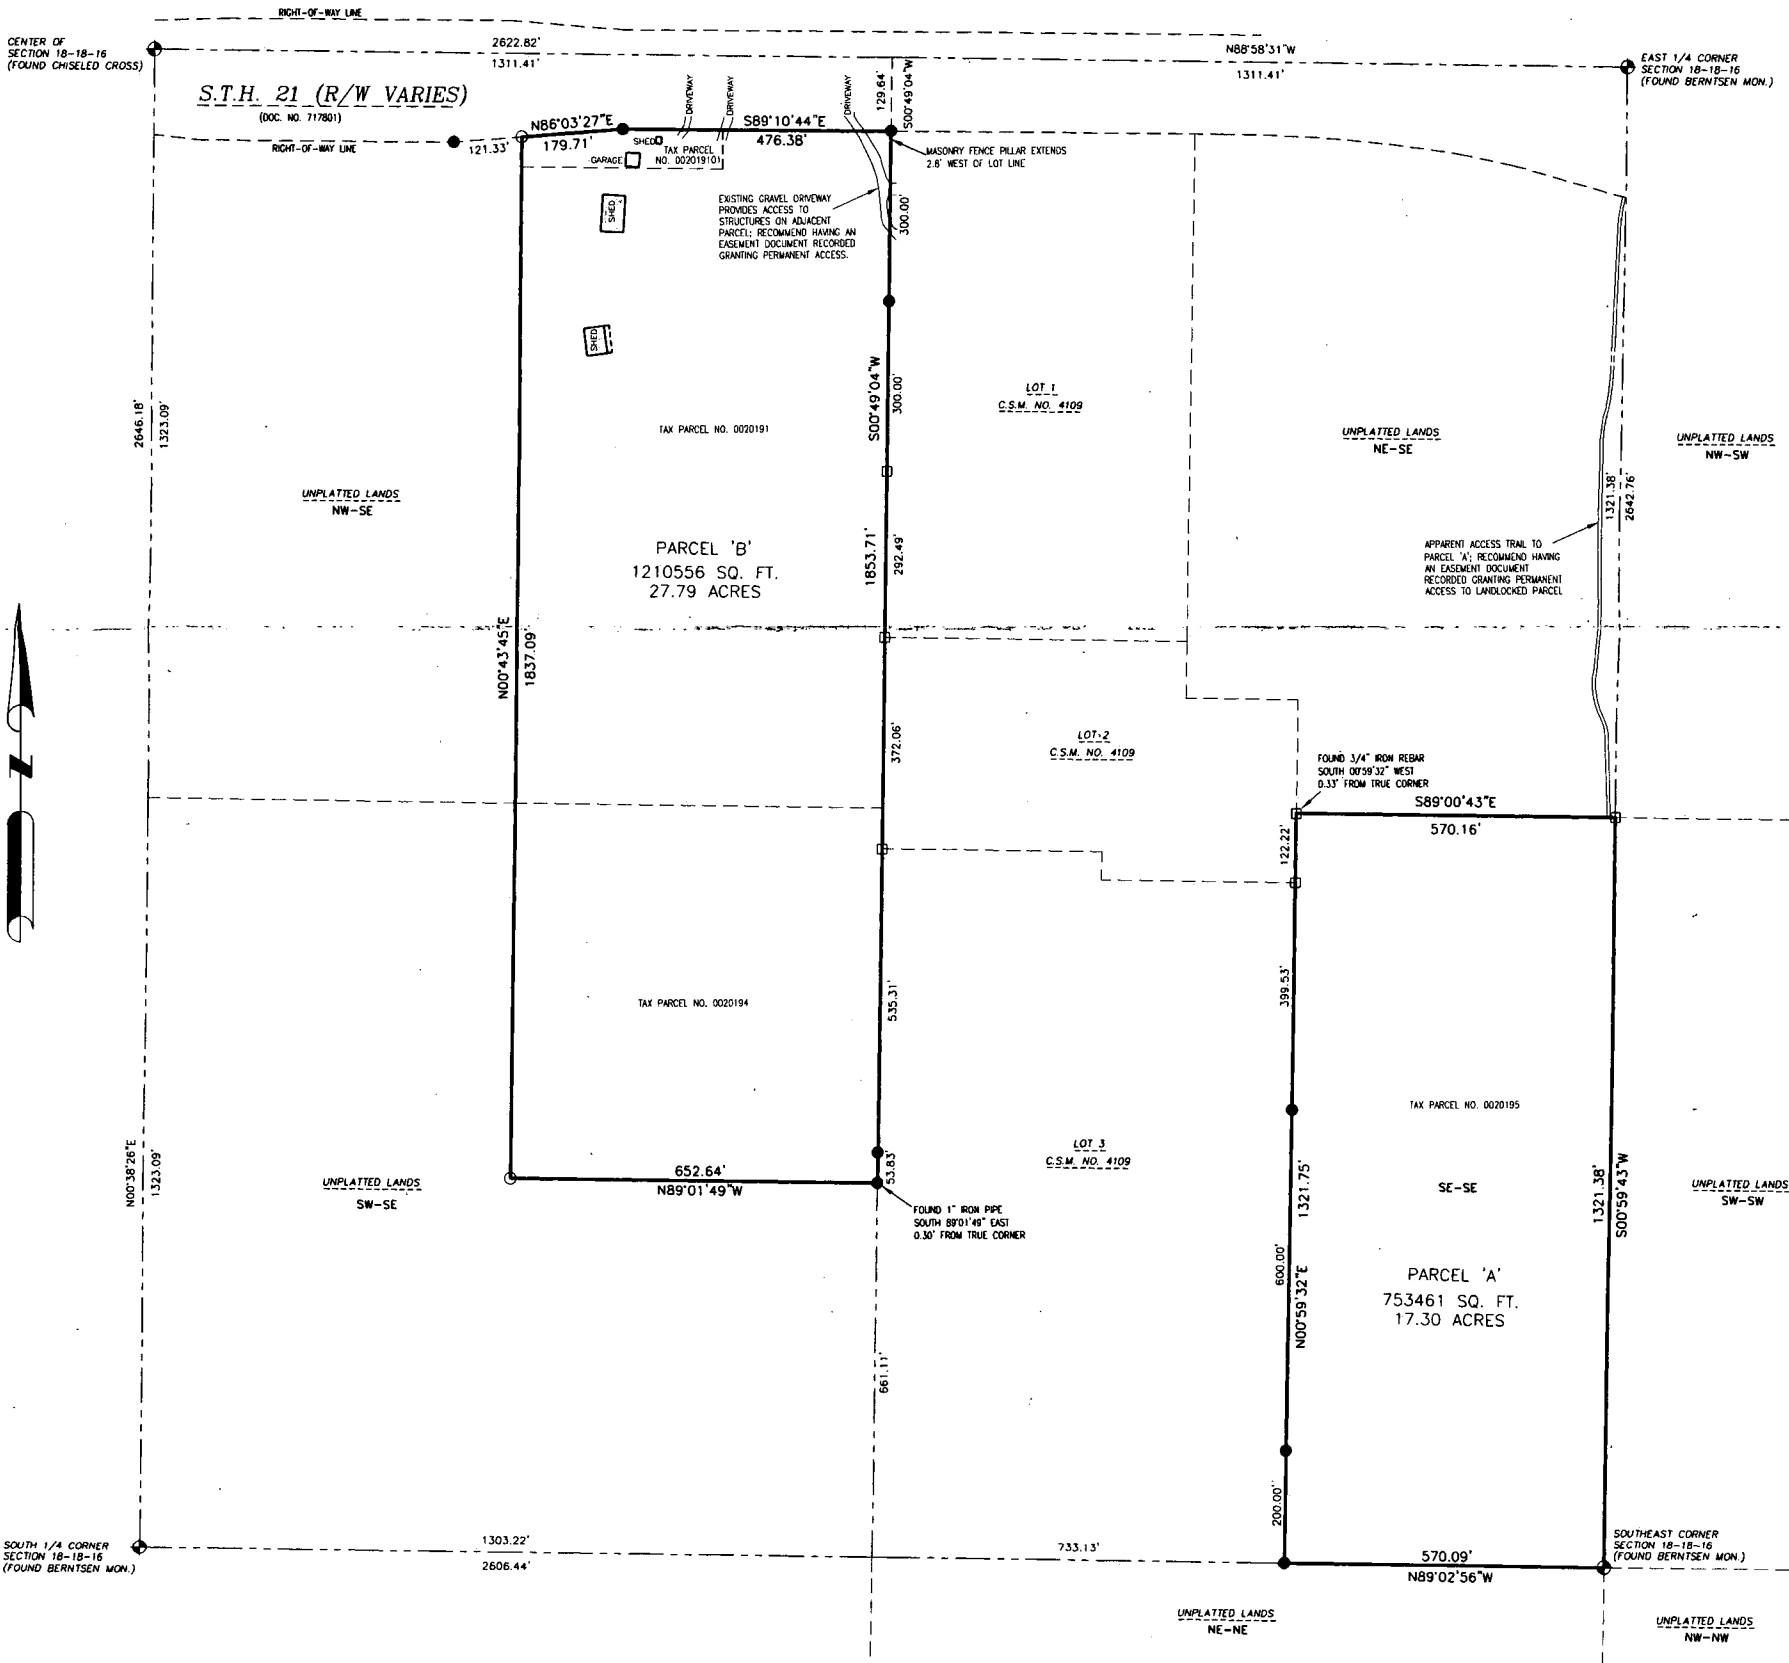 RIGHT-OF-WAY LINE
CENTER OF
SECTION 18-18-16
(FOUND CHISELED CROSS)
2622.82'
1311.41'
N88°58'31"W
1311.41'
EAST 1/4 CORNER
SECTION 18-18-16
(FOUND BERNTSEN MON.)
S.T.H. 21 (R/W VARIES)
(DOC. NO. 717801)
RIGHT-OF-WAY LINE
121.33'
N86°03'27"E
179.71'
DRIVEWAY
DRIVEWAY
DRIVEWAY
S89°10'44"E
476.38'
129.64'
S00°49'04"W
SHED
GARAGE
TAX PARCEL
NO. 002019101
MASONRY FENCE PILLAR EXTENDS
2.6' WEST OF LOT LINE
SHED
EXISTING GRAVEL DRIVEWAY
PROVIDES ACCESS TO
STRUCTURES ON ADJACENT
PARCEL; RECOMMEND HAVING AN
EASEMENT DOCUMENT RECORDED
GRANTING PERMANENT ACCESS.
300.00'
SHED
S00°49'04"W
300.00'
LOT 1
C.S.M. NO. 4109
2646.18'
1323.09'
TAX PARCEL NO. 0020191
UNPLATTED LANDS
NE-SE
UNPLATTED LANDS
NW-SW
UNPLATTED LANDS
NW-SE
1321.38'
2642.76'
PARCEL 'B'
1210556 SQ. FT.
27.79 ACRES
1853.71'
292.49'
APPARENT ACCESS TRAIL TO
PARCEL 'A'; RECOMMEND HAVING
AN EASEMENT DOCUMENT
RECORDED GRANTING PERMANENT
ACCESS TO LANDLOCKED PARCEL
N00°43'45"E
1837.09'
N
372.06'
LOT 2
C.S.M. NO. 4109
FOUND 3/4" IRON REBAR
SOUTH 00°59'32" WEST
0.33' FROM TRUE CORNER
S89°00'43"E
570.16'
122.22'
399.53'
535.31'
TAX PARCEL NO. 0020194
TAX PARCEL NO. 0020195
N00°38'26"E
1323.09'
LOT 3
C.S.M. NO. 4109
53.83'
652.64'
N89°01'49"W
UNPLATTED LANDS
SW-SE
1321.75'
SE-SE
1321.38'
S00°59'43"W
UNPLATTED LANDS
SW-SW
FOUND 1" IRON PIPE
SOUTH 89°01'49" EAST
0.30' FROM TRUE CORNER
600.00'
N00°59'32"E
PARCEL 'A'
753461 SQ. FT.
17.30 ACRES
661.11'
200.00'
SOUTH 1/4 CORNER
SECTION 18-18-16
(FOUND BERNTSEN MON.)
1303.22'
2606.44'
733.13'
570.09'
N89°02'56"W
SOUTHEAST CORNER
SECTION 18-18-16
(FOUND BERNTSEN MON.)
UNPLATTED LANDS
NE-NE
UNPLATTED LANDS
NW-NW